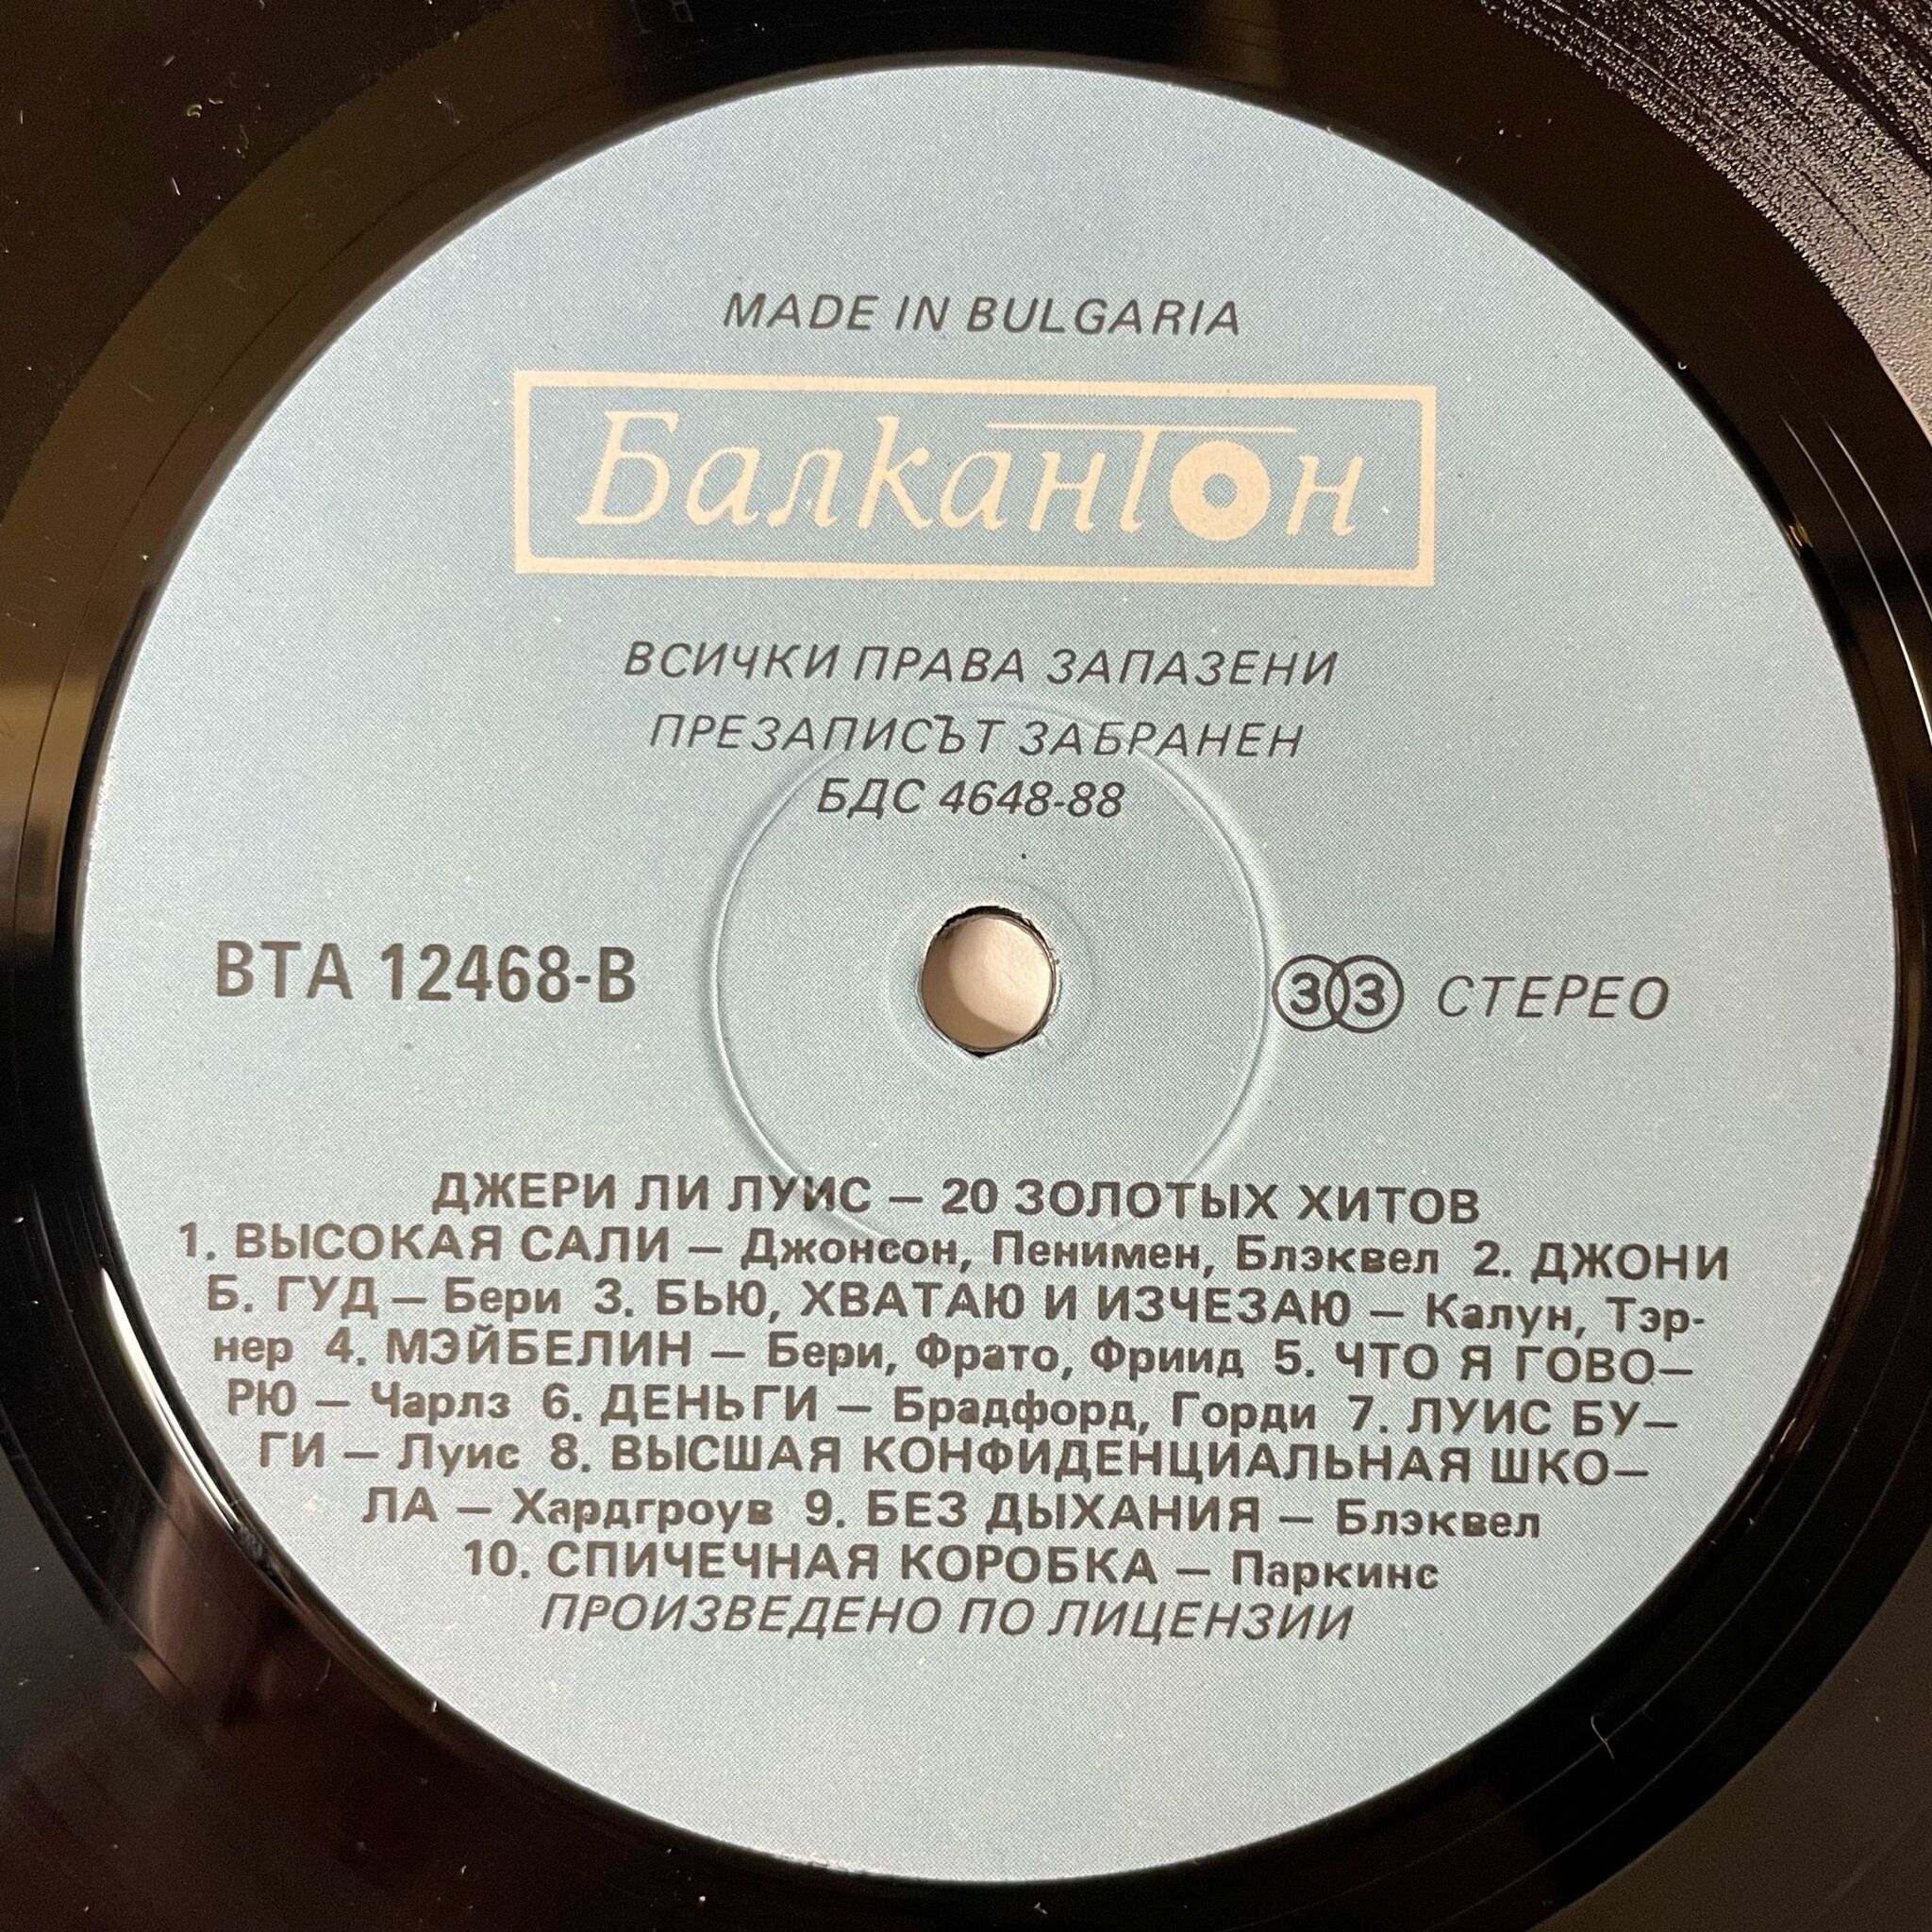 MADE IN BULGARIA
Балкантон
ВСИЧКИ ПРАВА ЗАПАЗЕНИ
ПРЕЗАПИСЪТ ЗАБРАНЕН
БДС 4648-88
ВТА 12468-В
33 СТЕРЕО
ДЖЕРИ ЛИ ЛУИС — 20 ЗОЛОТЫХ ХИТОВ
1. ВЫСОКАЯ САЛИ — Джонсон, Пенимен, Блэквел 2. ДЖОНИ
Б. ГУД — Бери 3. БЬЮ, ХВАТАЮ И ИЗЧЕЗАЮ — Калун, Тэр-
нер 4. МЭЙБЕЛИН — Бери, Фрато, Фриид 5. ЧТО Я ГОВО—
РЮ — Чарлз 6. ДЕНЬГИ — Брадфорд, Горди 7. ЛУИС БУ—
ГИ — Луис 8. ВЫСШАЯ КОНФИДЕНЦИАЛЬНАЯ ШКО—
ЛА — Хардгроув 9. БЕЗ ДЫХАНИЯ — Блэквел
10. СПИЧЕЧНАЯ КОРОБКА — Паркинс
ПРОИЗВЕДЕНО ПО ЛИЦЕНЗИИ